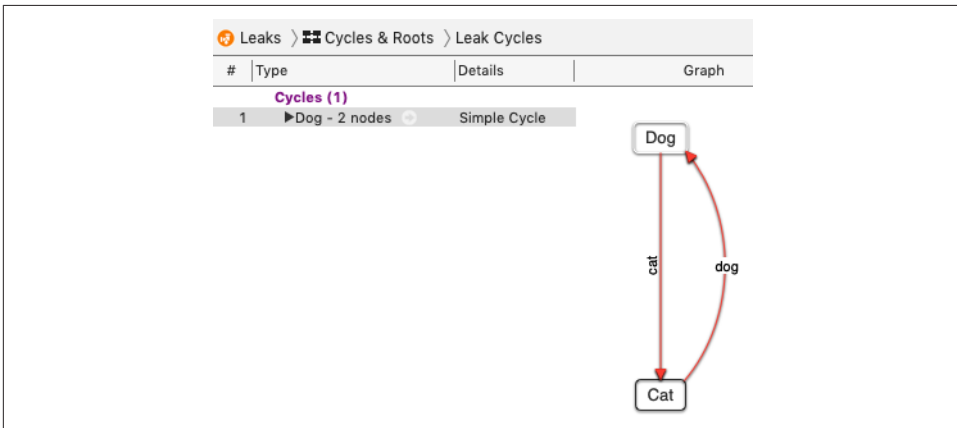 Leaks 〉 Cycles & Roots 〉 Leak Cycles
# Type Details Graph
Cycles (1)
1 ▶Dog - 2 nodes Simple Cycle
Dog
cat
dog
Cat